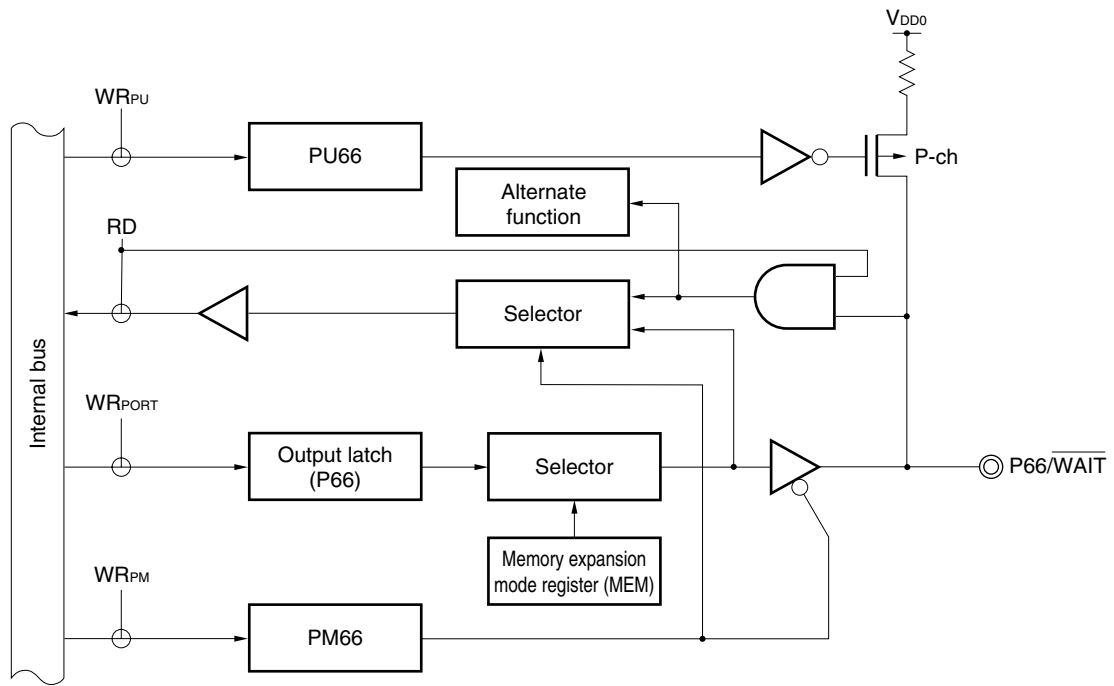 VDD0
WRPU
PU66
P-ch
Alternate
function
RD
Selector
Internal bus
WRPORT
Output latch
(P66)
Selector
P66/WAIT
Memory expansion
mode register (MEM)
WRPM
PM66